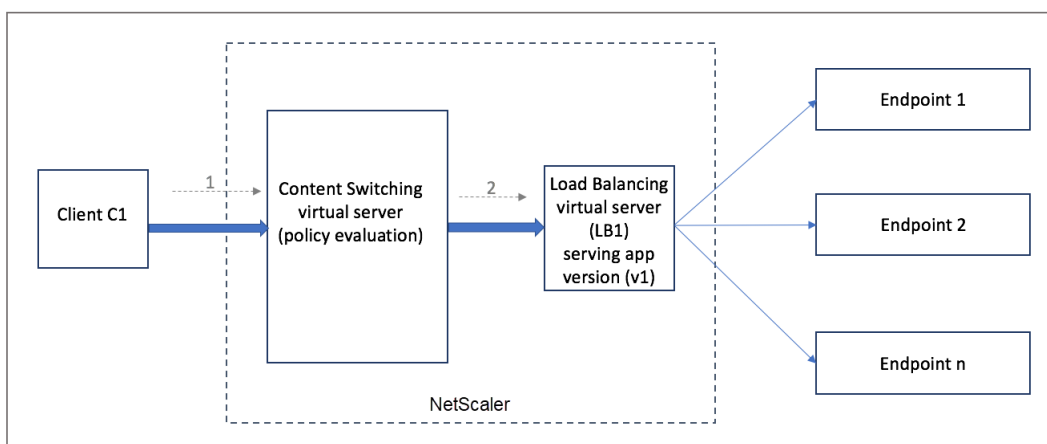 Client C1
1
Content Switching
virtual server
(policy evaluation)
2
Load Balancing
virtual server
(LB1)
serving app
version (v1)
Endpoint 1
Endpoint 2
Endpoint n
NetScaler